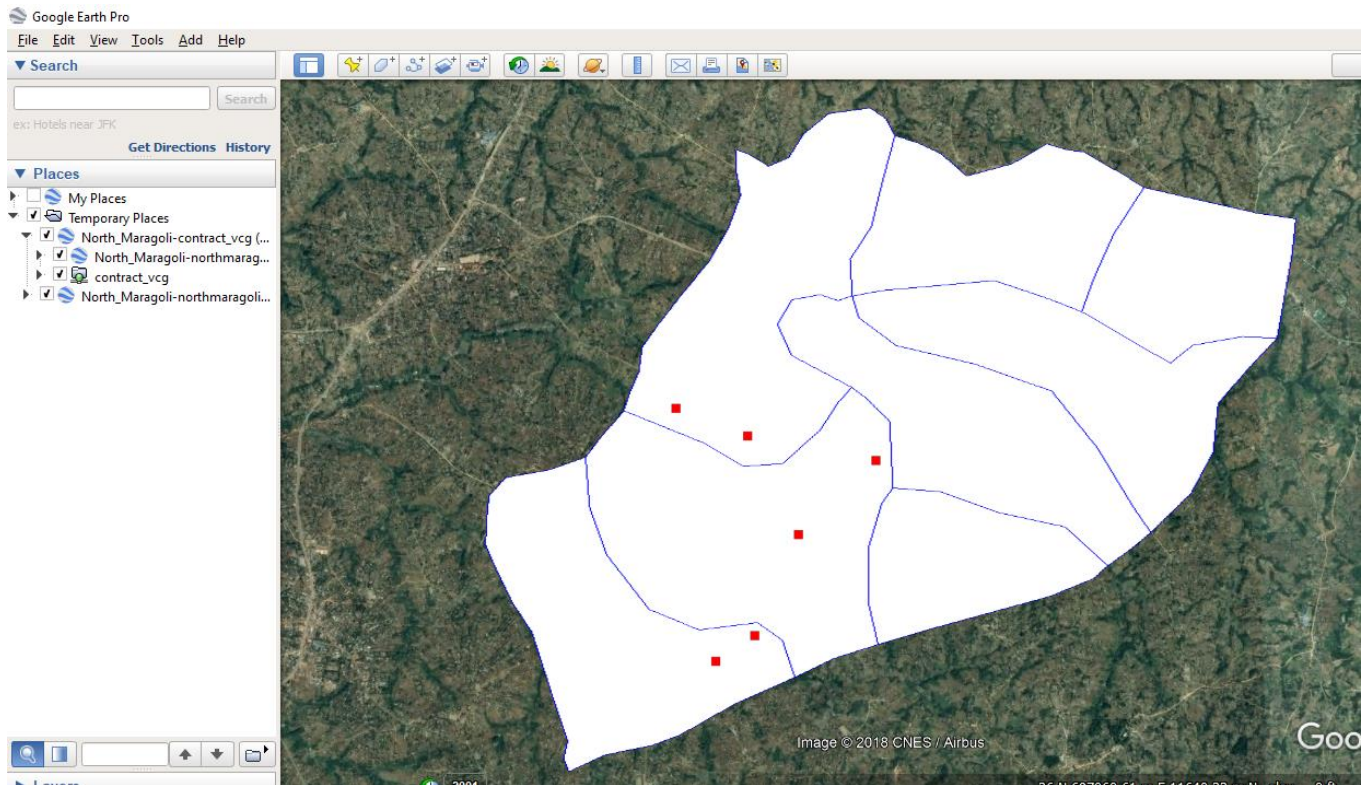 Google Earth Pro
File Edit View Tools Add Help
Search
Search
ex: Hotels near JFK
Get Directions History
Places
My Places
Temporary Places
North_Maragoli-contract_vcg (...
North_Maragoli-northmarag...
contract_vcg
North_Maragoli-northmaragoli...
Image © 2018 CNES / Airbus
Goo